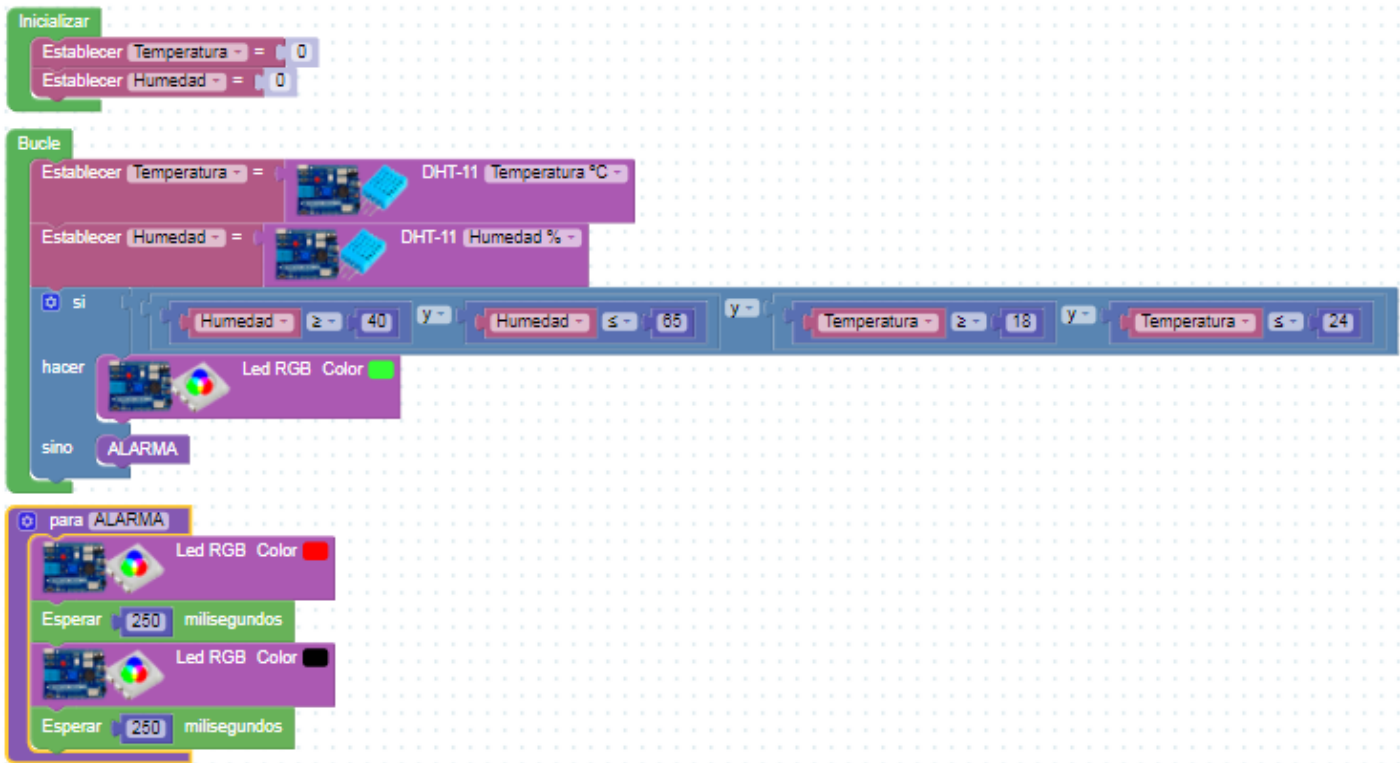 Inicializar
Establecer Temperatura = 0
Establecer Humedad = 0
Bucle
Establecer Temperatura = DHT-11 Temperatura ºC
Establecer Humedad = DHT-11 Humedad %
si Humedad ≥ 40 y Humedad ≤ 65 y Temperatura ≥ 18 y Temperatura ≤ 24
hacer Led RGB Color
sino ALARMA
para ALARMA
Led RGB Color
Esperar 250 milisegundos
Led RGB Color
Esperar 250 milisegundos